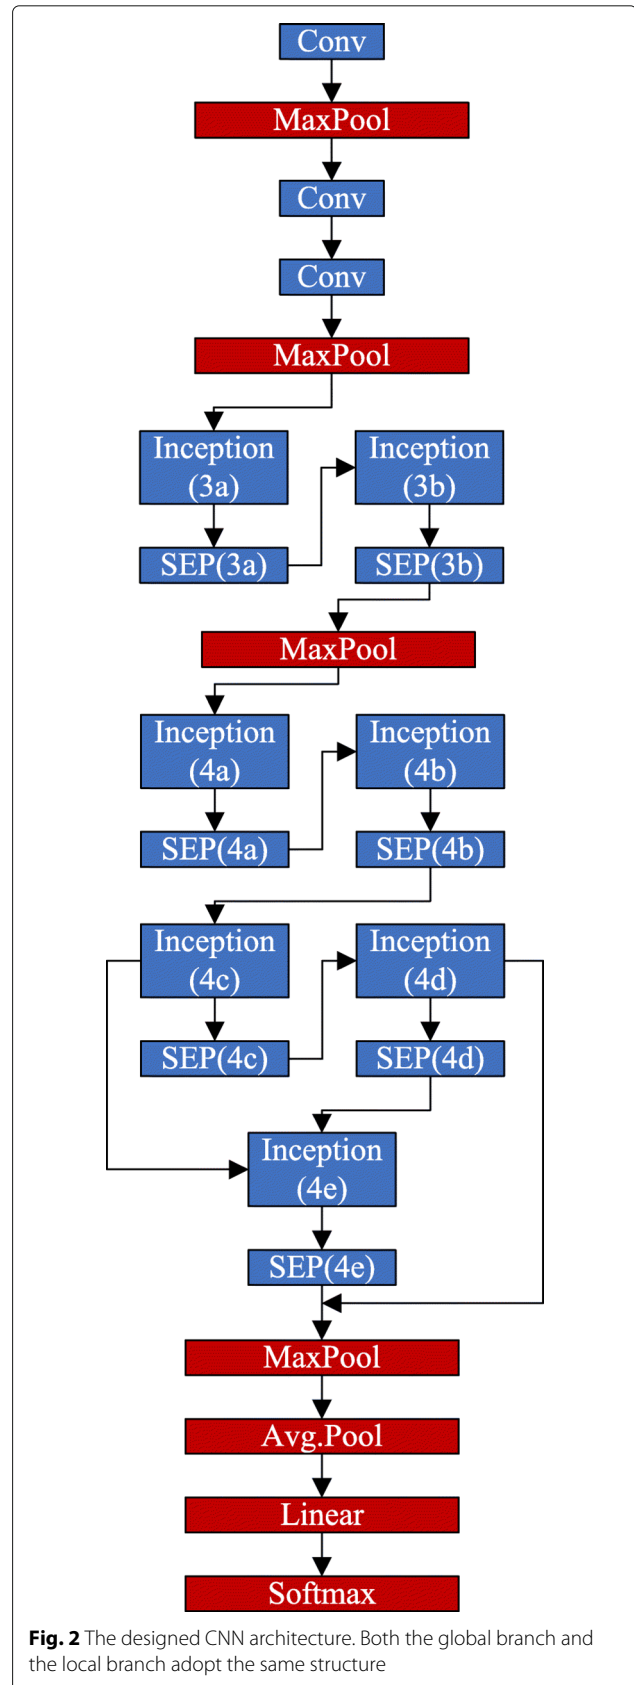 Conv
MaxPool
Conv
Conv
MaxPool
Inception
(3a)
Inception
(3b)
SEP(3a)
SEP(3b)
MaxPool
Inception
(4a)
Inception
(4b)
SEP(4a)
SEP(4b)
Inception
(4c)
Inception
(4d)
SEP(4c)
SEP(4d)
Inception
(4e)
SEP(4e)
MaxPool
Avg.Pool
Linear
Softmax
Fig. 2 The designed CNN architecture. Both the global branch and
the local branch adopt the same structure